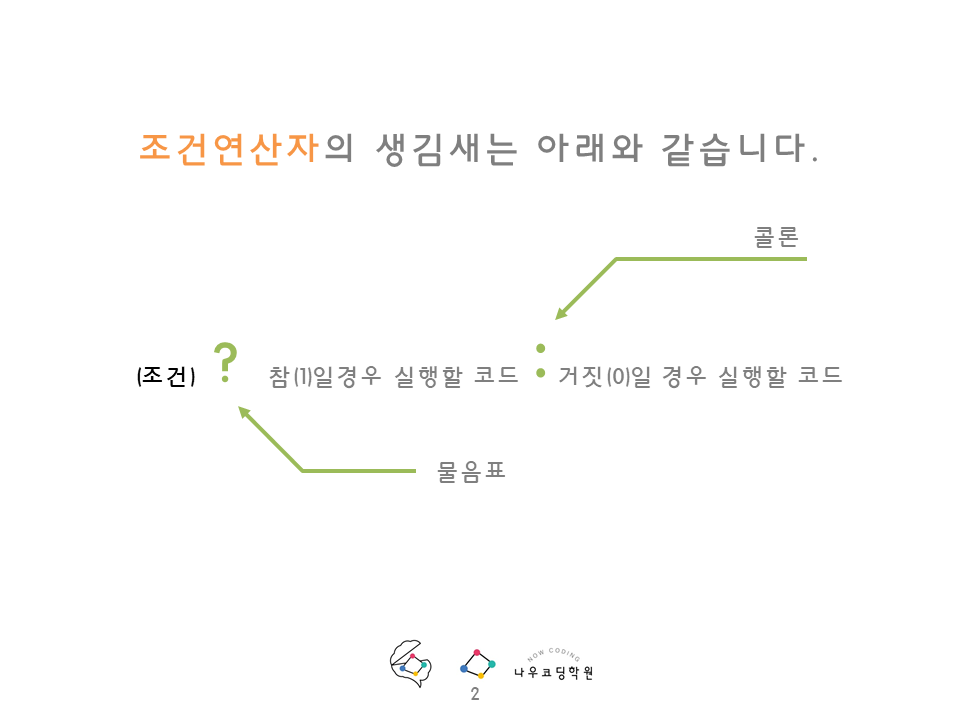 조건연산자의 생김새는 아래와 같습니다.
콜론
(조건) ? 참(1)일경우 실행할 코드 : 거짓(0)일 경우 실행할 코드
물음표
NOW CODING
나우코딩학원
2